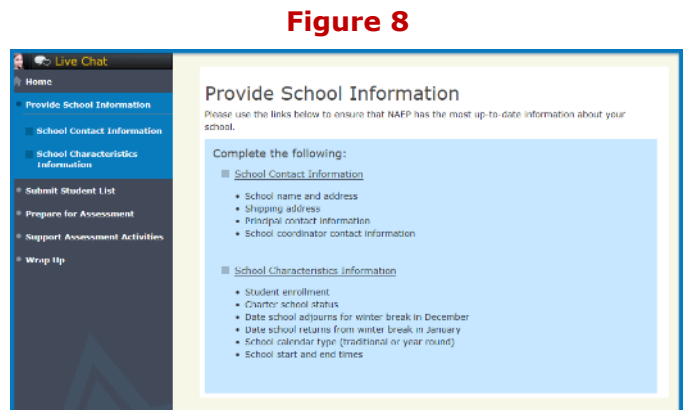 Figure 8
Live Chat
Home
Provide School Information
School Contact Information
School Characteristics
Information
Submit Student List
Prepare for Assessment
Support Assessment Activities
Wrap Up
Provide School Information
Please use the links below to ensure that NAEP has the most up-to-date information about your
school.
Complete the following:
School Contact Information
• School name and address
• Shipping address
• Principal contact information
• School coordinator contact information
School Characteristics Information
• Student enrollment
• Charter school status
• Date school adjourns for winter break in December
• Date school returns from winter break in January
• School calendar type (traditional or year round)
• School start and end times